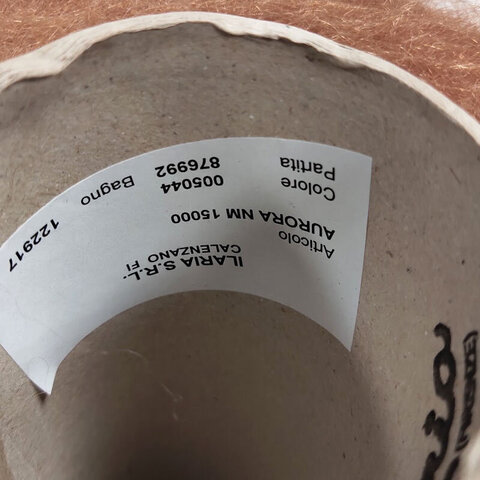 ILARIA S.R.L.
CALENZANO FI
Articolo
AURORA NM 15000
Colore 005044 Bagno 122917
Partita 876992